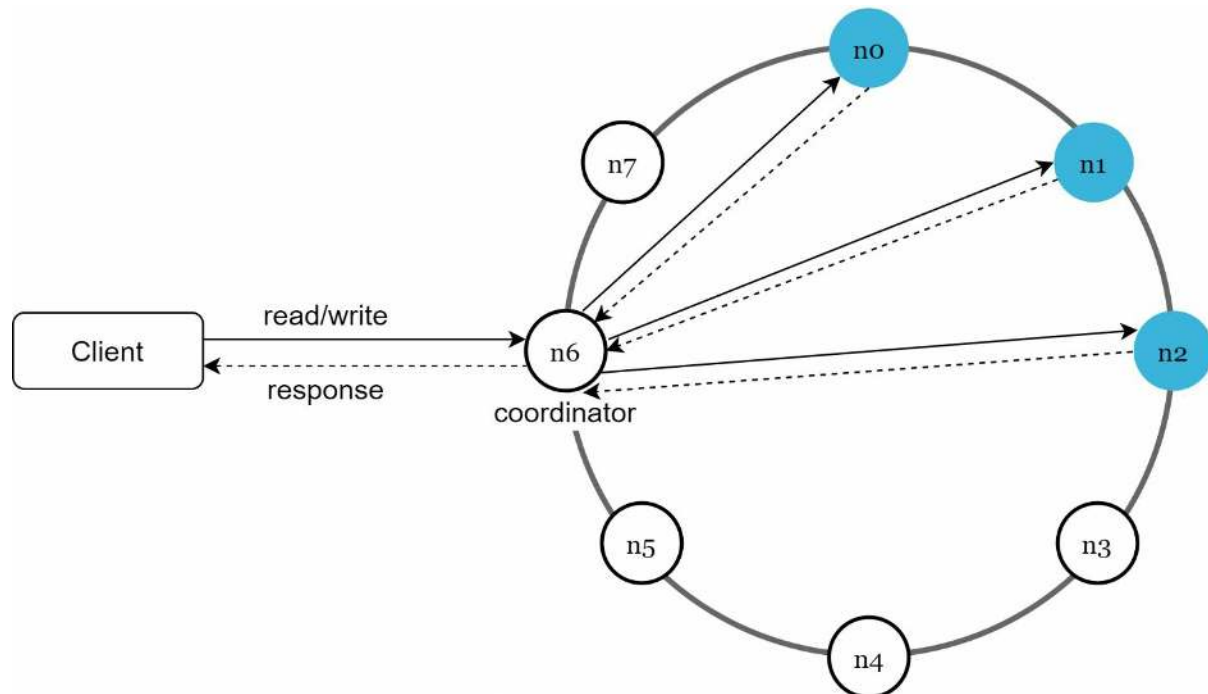 n0
n7
n1
read/write
Client
n6
n2
response
coordinator
n5
n3
n4